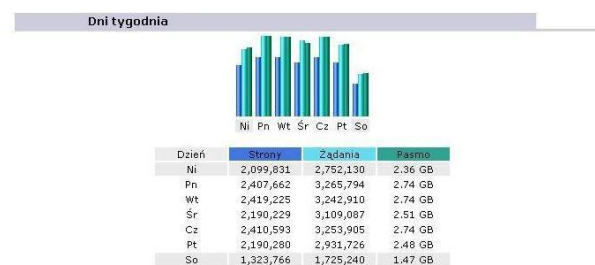 Dni tygodnia
Ni Pn Wt Śr Cz Pt So
Dzień Strony Żądania Pasmo
Ni 2,099,831 2,752,130 2.36 GB
Pn 2,407,662 3,265,794 2.74 GB
Wt 2,419,225 3,242,910 2.74 GB
Śr 2,190,229 3,109,087 2.51 GB
Cz 2,410,593 3,253,905 2.74 GB
Pt 2,190,280 2,931,726 2.48 GB
So 1,323,766 1,725,240 1.47 GB